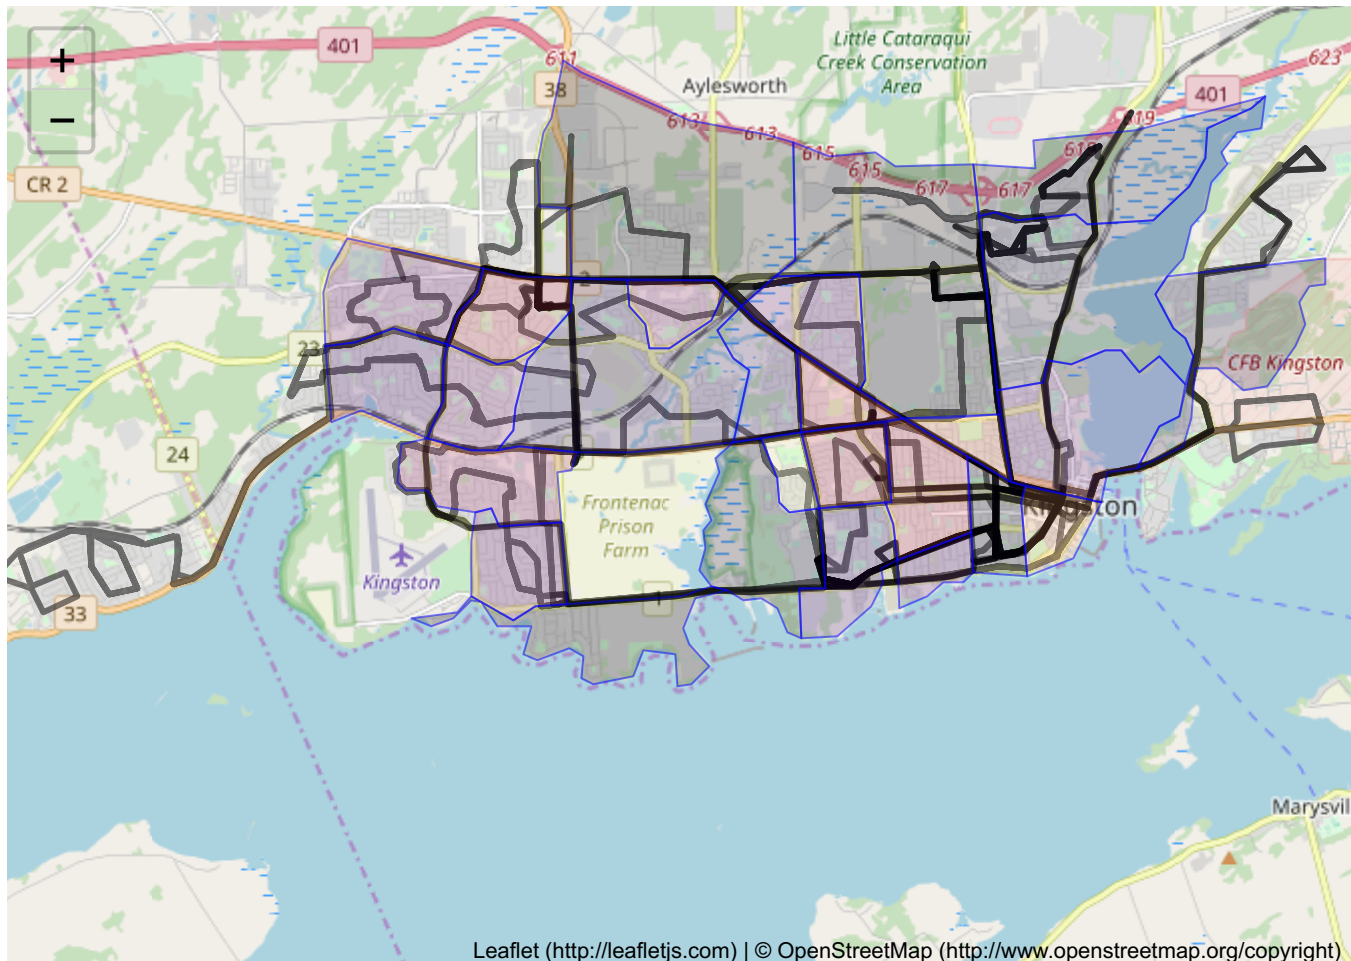 +
−
401
38
611
Aylesworth
Little Cataraqui
Creek Conservation
Area
623
401
613
613
615
615
617
617
619
CR 2
2
23
24
CFB Kingston
Frontenac
Prison
Farm
Kingston
Kingston
33
Marysvil
Leaflet (http://leafletjs.com) | © OpenStreetMap (http://www.openstreetmap.org/copyright)